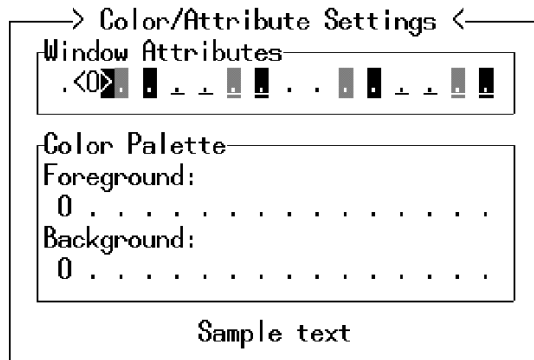 > Color/Attribute Settings <
Window Attributes
.<0>. . . . . . . . . . . . . .
Color Palette
Foreground:
0 . . . . . . . . . . . . . . .
Background:
0 . . . . . . . . . . . . . . .
Sample text